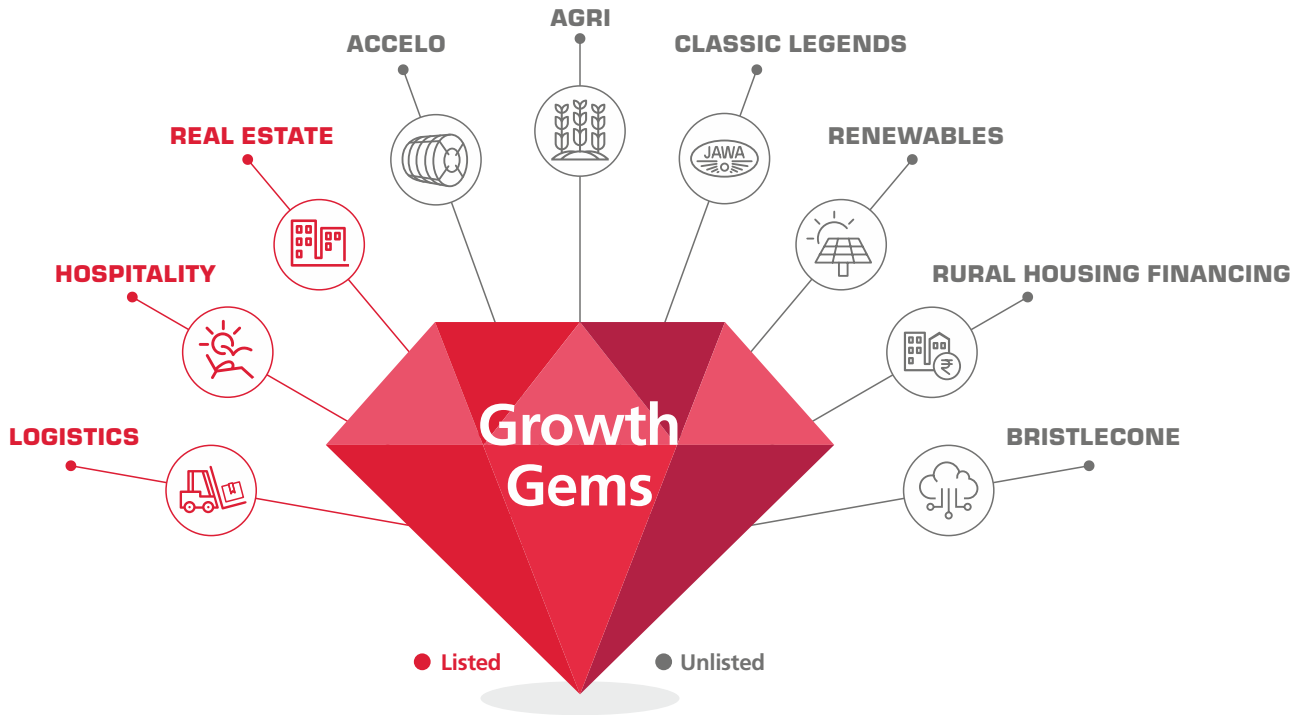 AGRI
ACCELO
CLASSIC LEGENDS
JAWA
REAL ESTATE
RENEWABLES
HOSPITALITY
RURAL HOUSING FINANCING
₹
LOGISTICS
BRISTLECONE
Growth
Gems
Listed
Unlisted